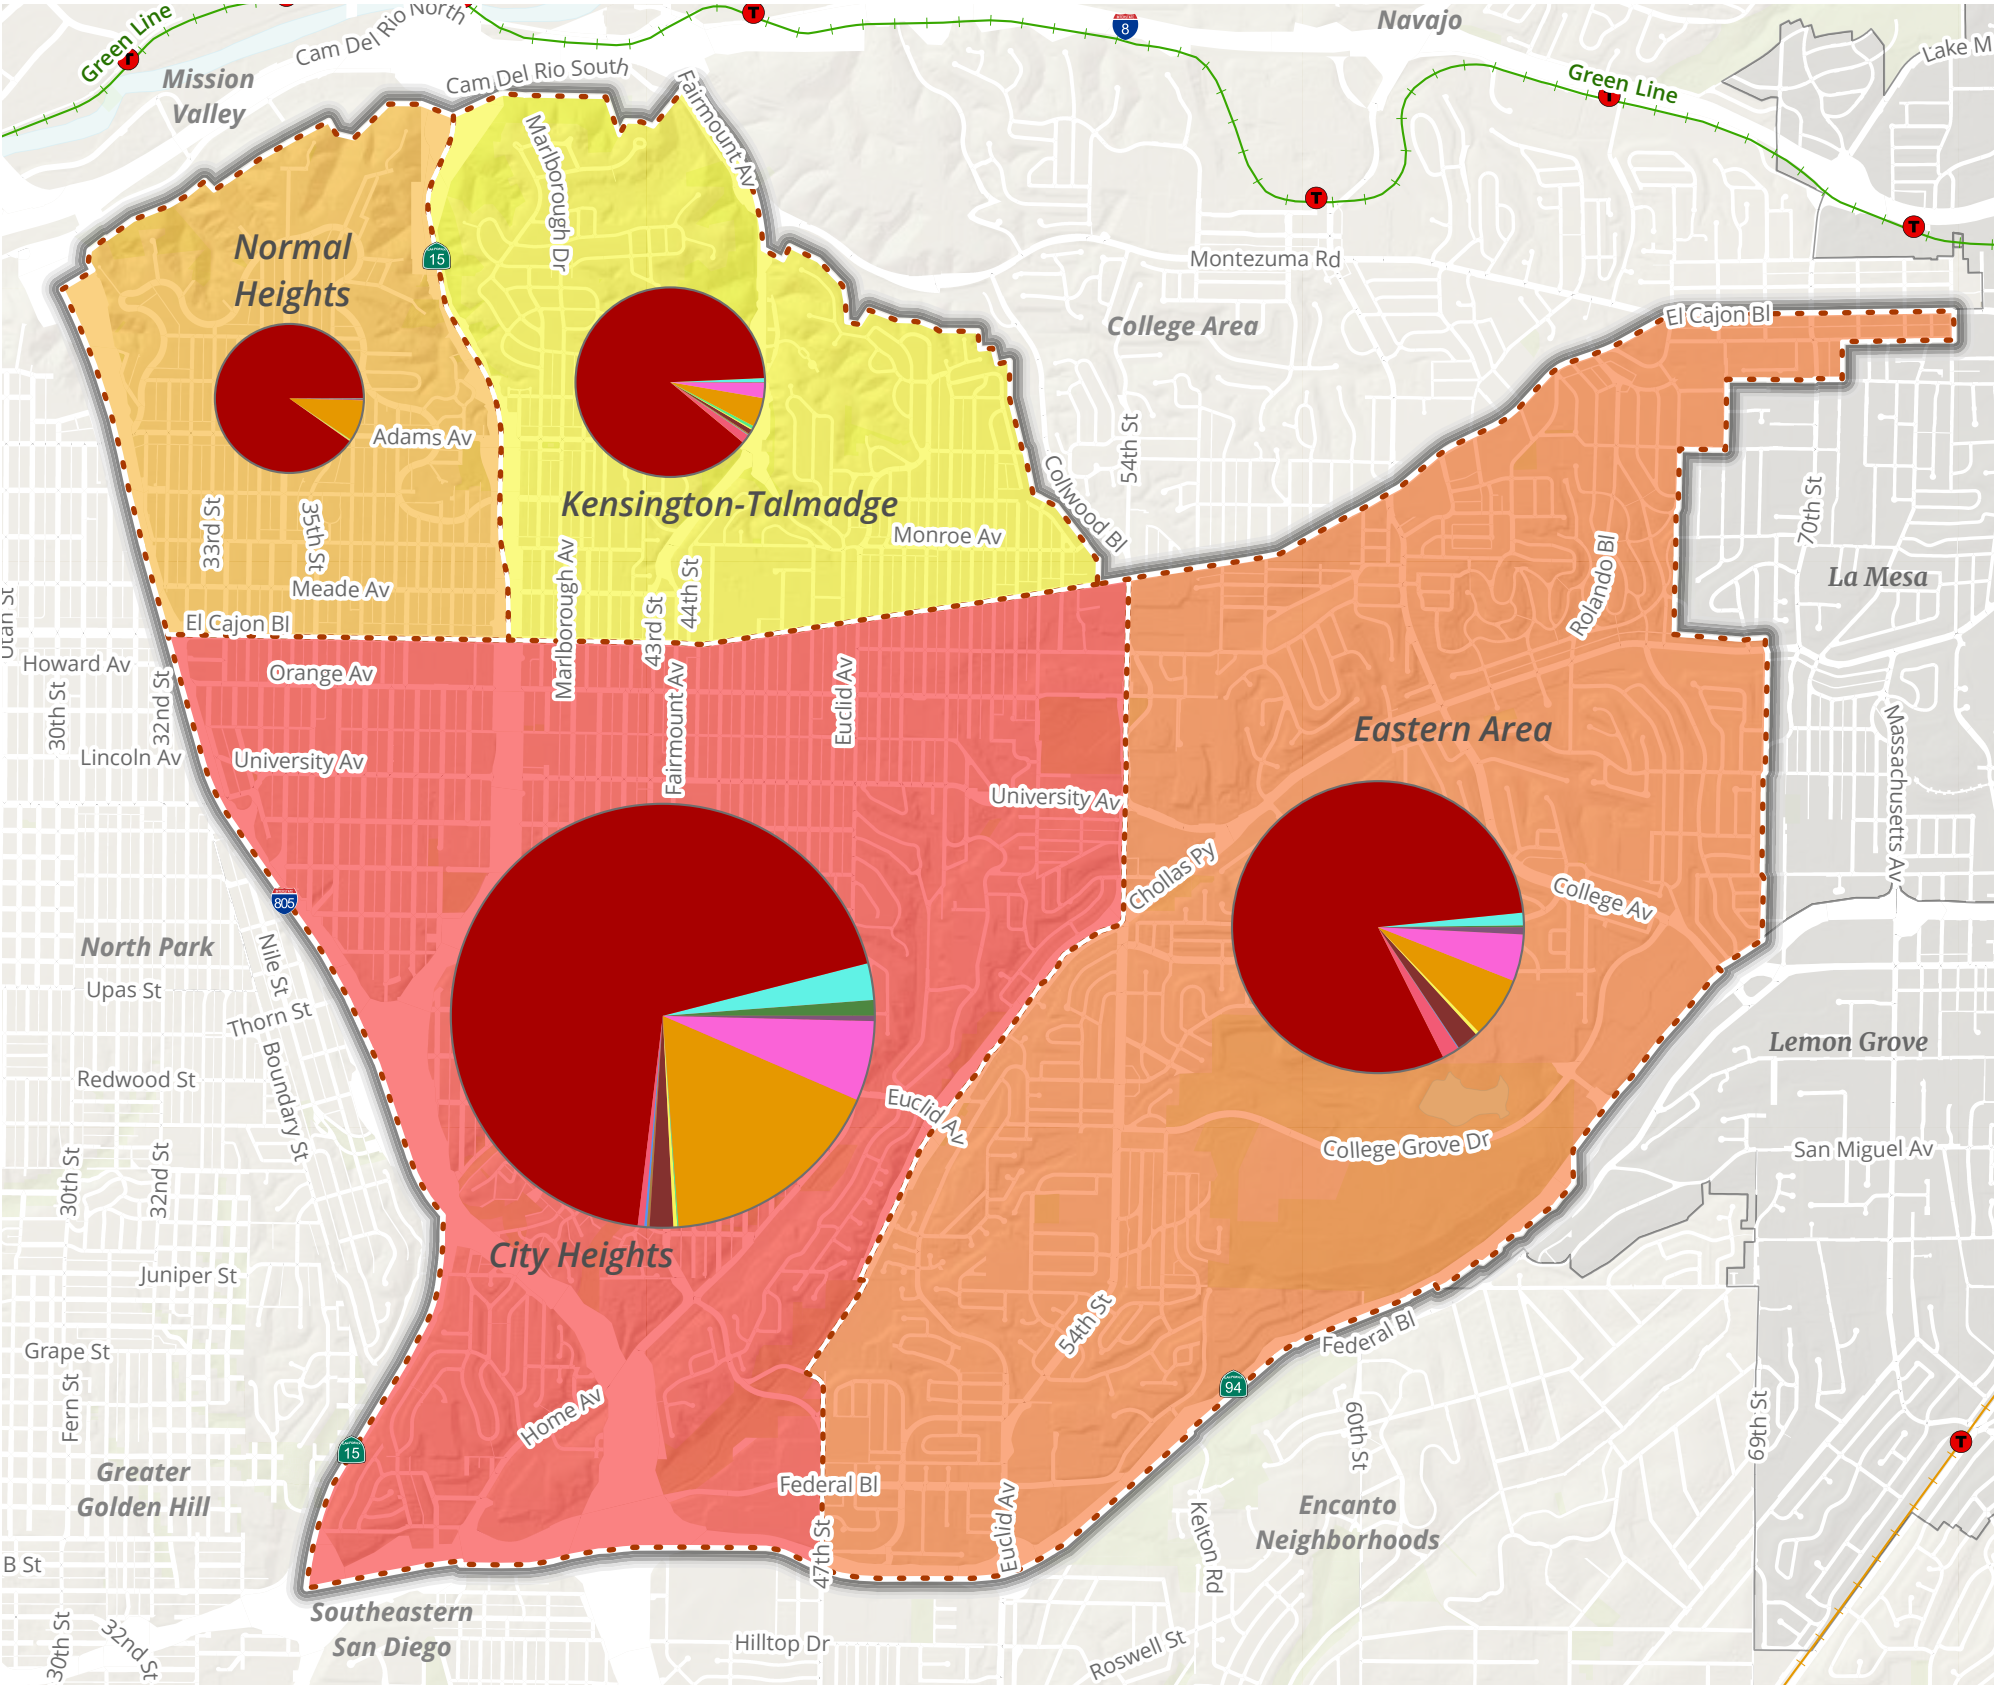 Green Line
Cam Del Rio North
Navajo
8
Lake M
Mission
Valley
Cam Del Rio South
Green Line
Fairmount Av
Marlborough Dr
Normal
Heights
15
Montezuma Rd
College Area
El Cajon Bl
Adams Av
54th St
Collwood Bl
Kensington-Talmadge
33rd St
35th St
Monroe Av
70th St
Meade Av
Marlborough Av
43rd St
44th St
Rolando Bl
La Mesa
El Cajon Bl
Utah St
Howard Av
Orange Av
30th St
32nd St
Fairmount Av
Euclid Av
Eastern Area
Massachusetts Av
Lincoln Av
University Av
University Av
Chollas Py
College Av
805
North Park
Nile St
Upas St
Thorn St
Lemon Grove
Boundary St
Redwood St
Euclid Av
College Grove Dr
San Miguel Av
30th St
32nd St
City Heights
Juniper St
54th St
Federal Bl
Grape St
94
Fern St
Home Av
60th St
69th St
15
T
Greater
Golden Hill
Federal Bl
Euclid Av
Kelton Rd
Encanto
Neighborhoods
47th St
B St
Southeastern
San Diego
30th St
32nd St
Hilltop Dr
Roswell St